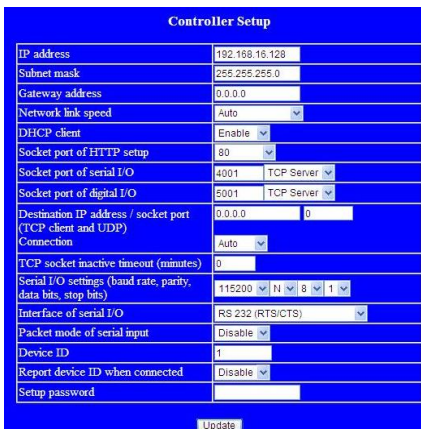 Controller Setup
IP address 192.168.16.128
Subnet mask 255.255.255.0
Gateway address 0.0.0.0
Network link speed Auto
DHCP client Enable
Socket port of HTTP setup 80
Socket port of serial I/O 4001 TCP Server
Socket port of digital I/O 5001 TCP Server
Destination IP address / socket port 0.0.0.0 0
(TCP client and UDP)
Connection Auto
TCP socket inactive timeout (minutes) 0
Serial I/O settings (baud rate, parity,
data bits, stop bits) 115200 N 8 1
Interface of serial I/O RS 232 (RTS/CTS)
Packet mode of serial input Disable
Device ID 1
Report device ID when connected Disable
Setup password
Update